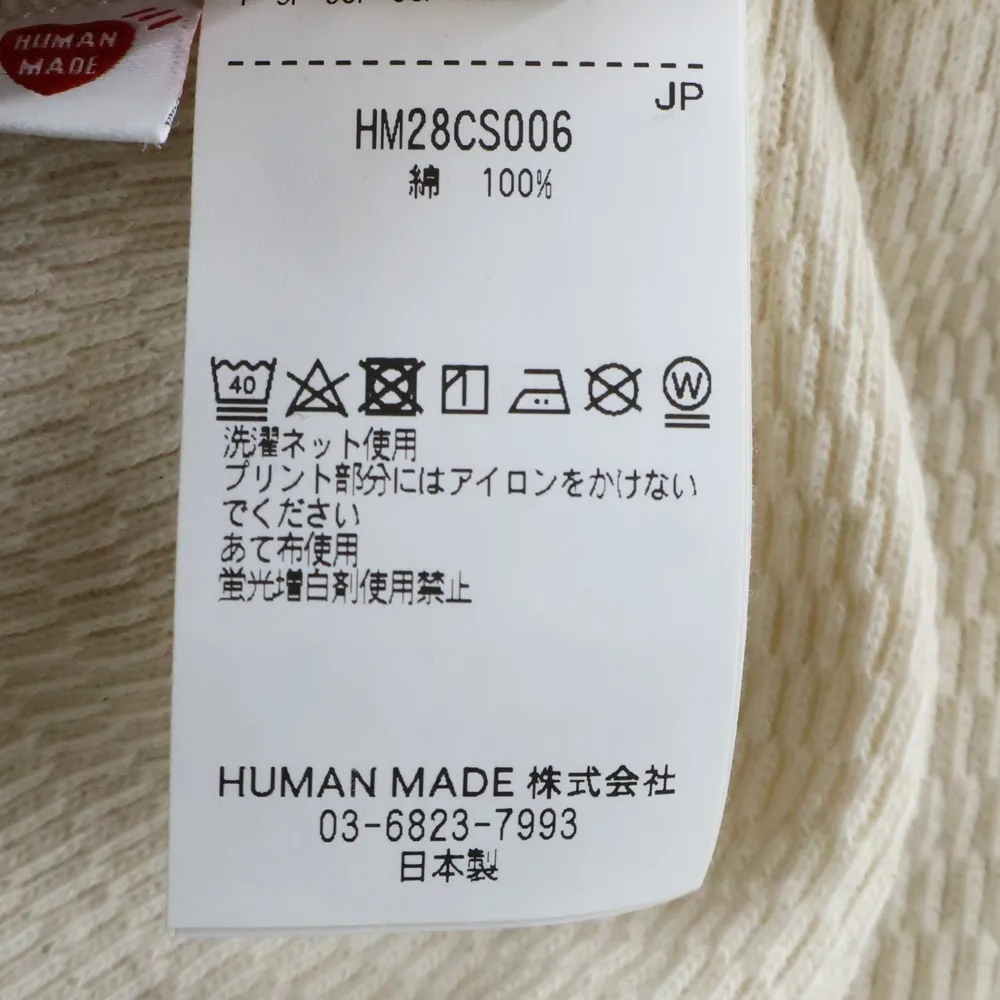 HUMAN
MADE
JP
HM28CS006
綿 100%
40
W
洗濯ネット使用
プリント部分にはアイロンをかけない
でください
あて布使用
蛍光増白剤使用禁止
HUMAN MADE 株式会社
03-6823-7993
日本製